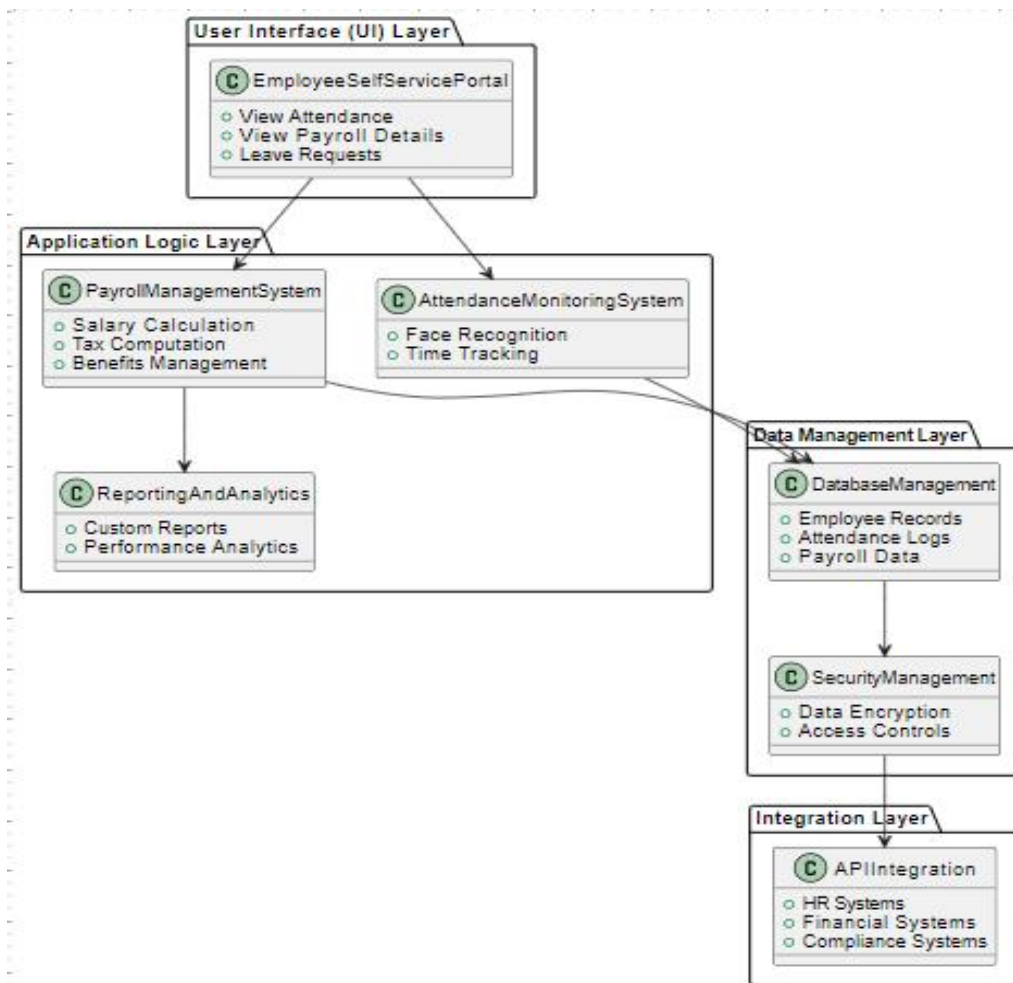 User Interface (UI) Layer
C EmployeeSelfServicePortal
View Attendance
View Payroll Details
Leave Requests
Application Logic Layer
C PayrollManagementSystem
Salary Calculation
Tax Computation
Benefits Management
C AttendanceMonitoringSystem
Face Recognition
Time Tracking
C ReportingAndAnalytics
Custom Reports
Performance Analytics
Data Management Layer
C DatabaseManagement
Employee Records
Attendance Logs
Payroll Data
C SecurityManagement
Data Encryption
Access Controls
Integration Layer
C APIIntegration
HR Systems
Financial Systems
Compliance Systems